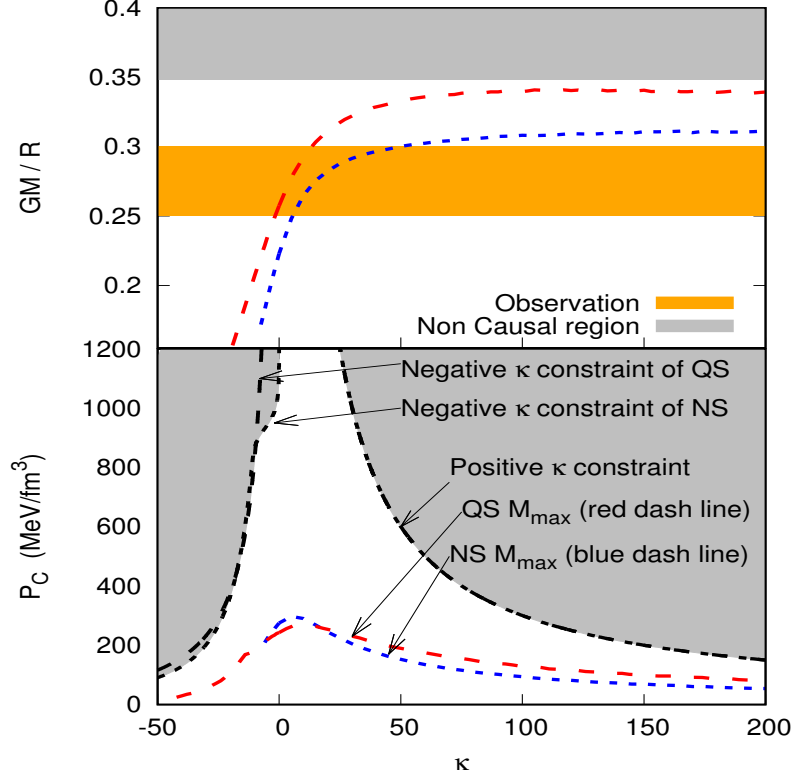 0.4
0.35
0.3
0.25
0.2
GM / R
Observation
Non Causal region
1200
1000
800
600
400
200
0
P_C (MeV/fm^3)
Negative κ constraint of QS
Negative κ constraint of NS
Positive κ constraint
QS M_max (red dash line)
NS M_max (blue dash line)
-50 0 50 100 150 200
κ